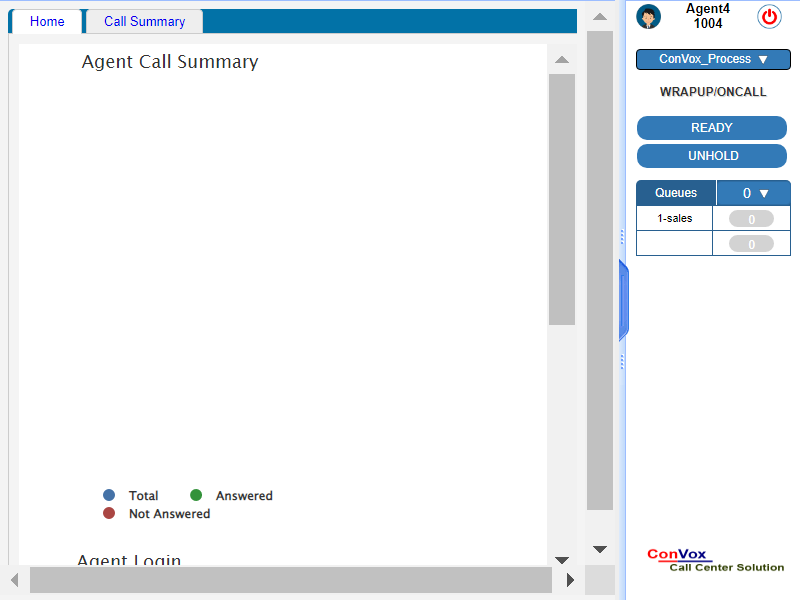 Home
Call Summary
Agent Call Summary
Total
Answered
Not Answered
Agent Login
Agent4
1004
ConVox_Process ▼
WRAPUP/ONCALL
READY
UNHOLD
Queues
0 ▼
1-sales
0
0
ConVox
Call Center Solution